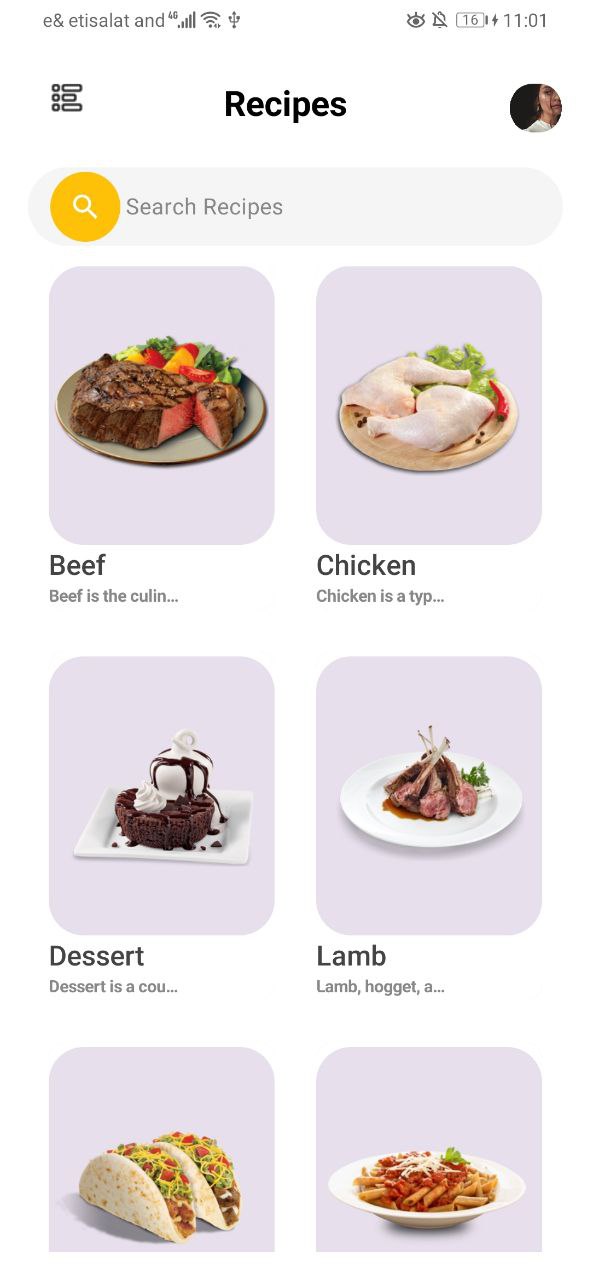 e& etisalat and 4G 16 11:01
Recipes
Search Recipes
Beef Chicken
Beef is the culin... Chicken is a typ...
Dessert Lamb
Dessert is a cou... Lamb, hogget, a...